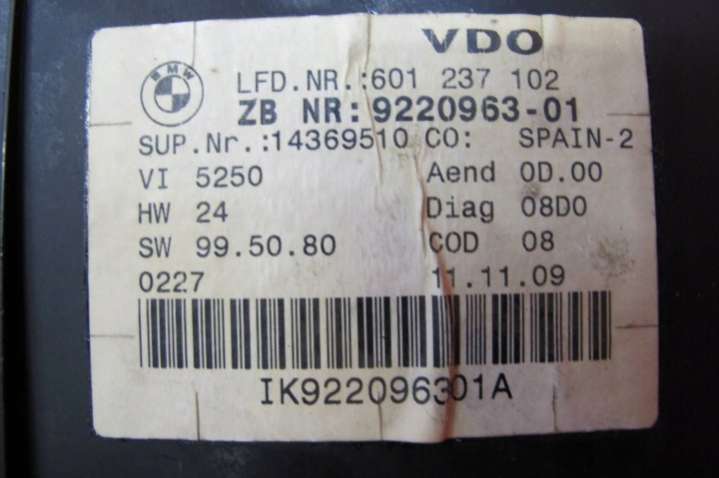 VDO
BMW LFD.NR.:601 237 102
ZB NR:9220963-01
SUP.Nr.:14369510 CO: SPAIN-2
VI 5250 Aend 0D.00
HW 24 Diag 08D0
SW 99.50.80 COD 08
0227 11.11.09
IK922096301A